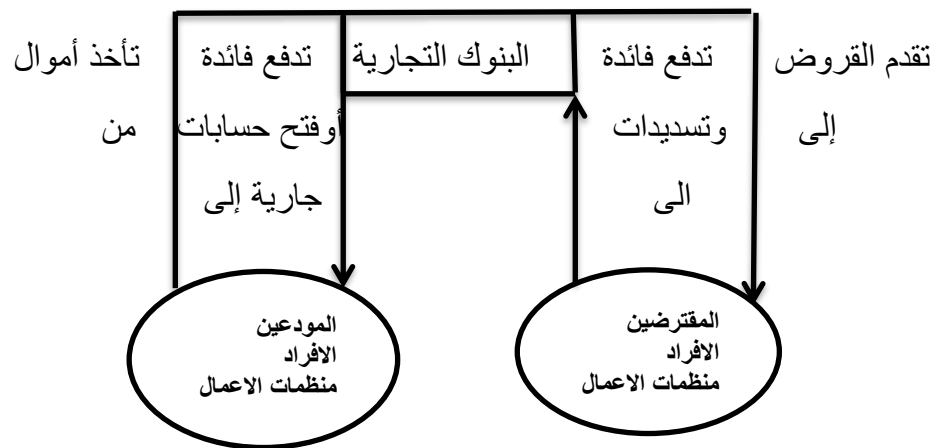 تقدم القروض
إلى
تدفع فائدة
وتسديدات
الى
البنوك التجارية
تدفع فائدة
أوفتح حسابات
جارية إلى
تأخذ أموال
من
المقترضين
الافراد
منظمات الاعمال
المودعين
الافراد
منظمات الاعمال